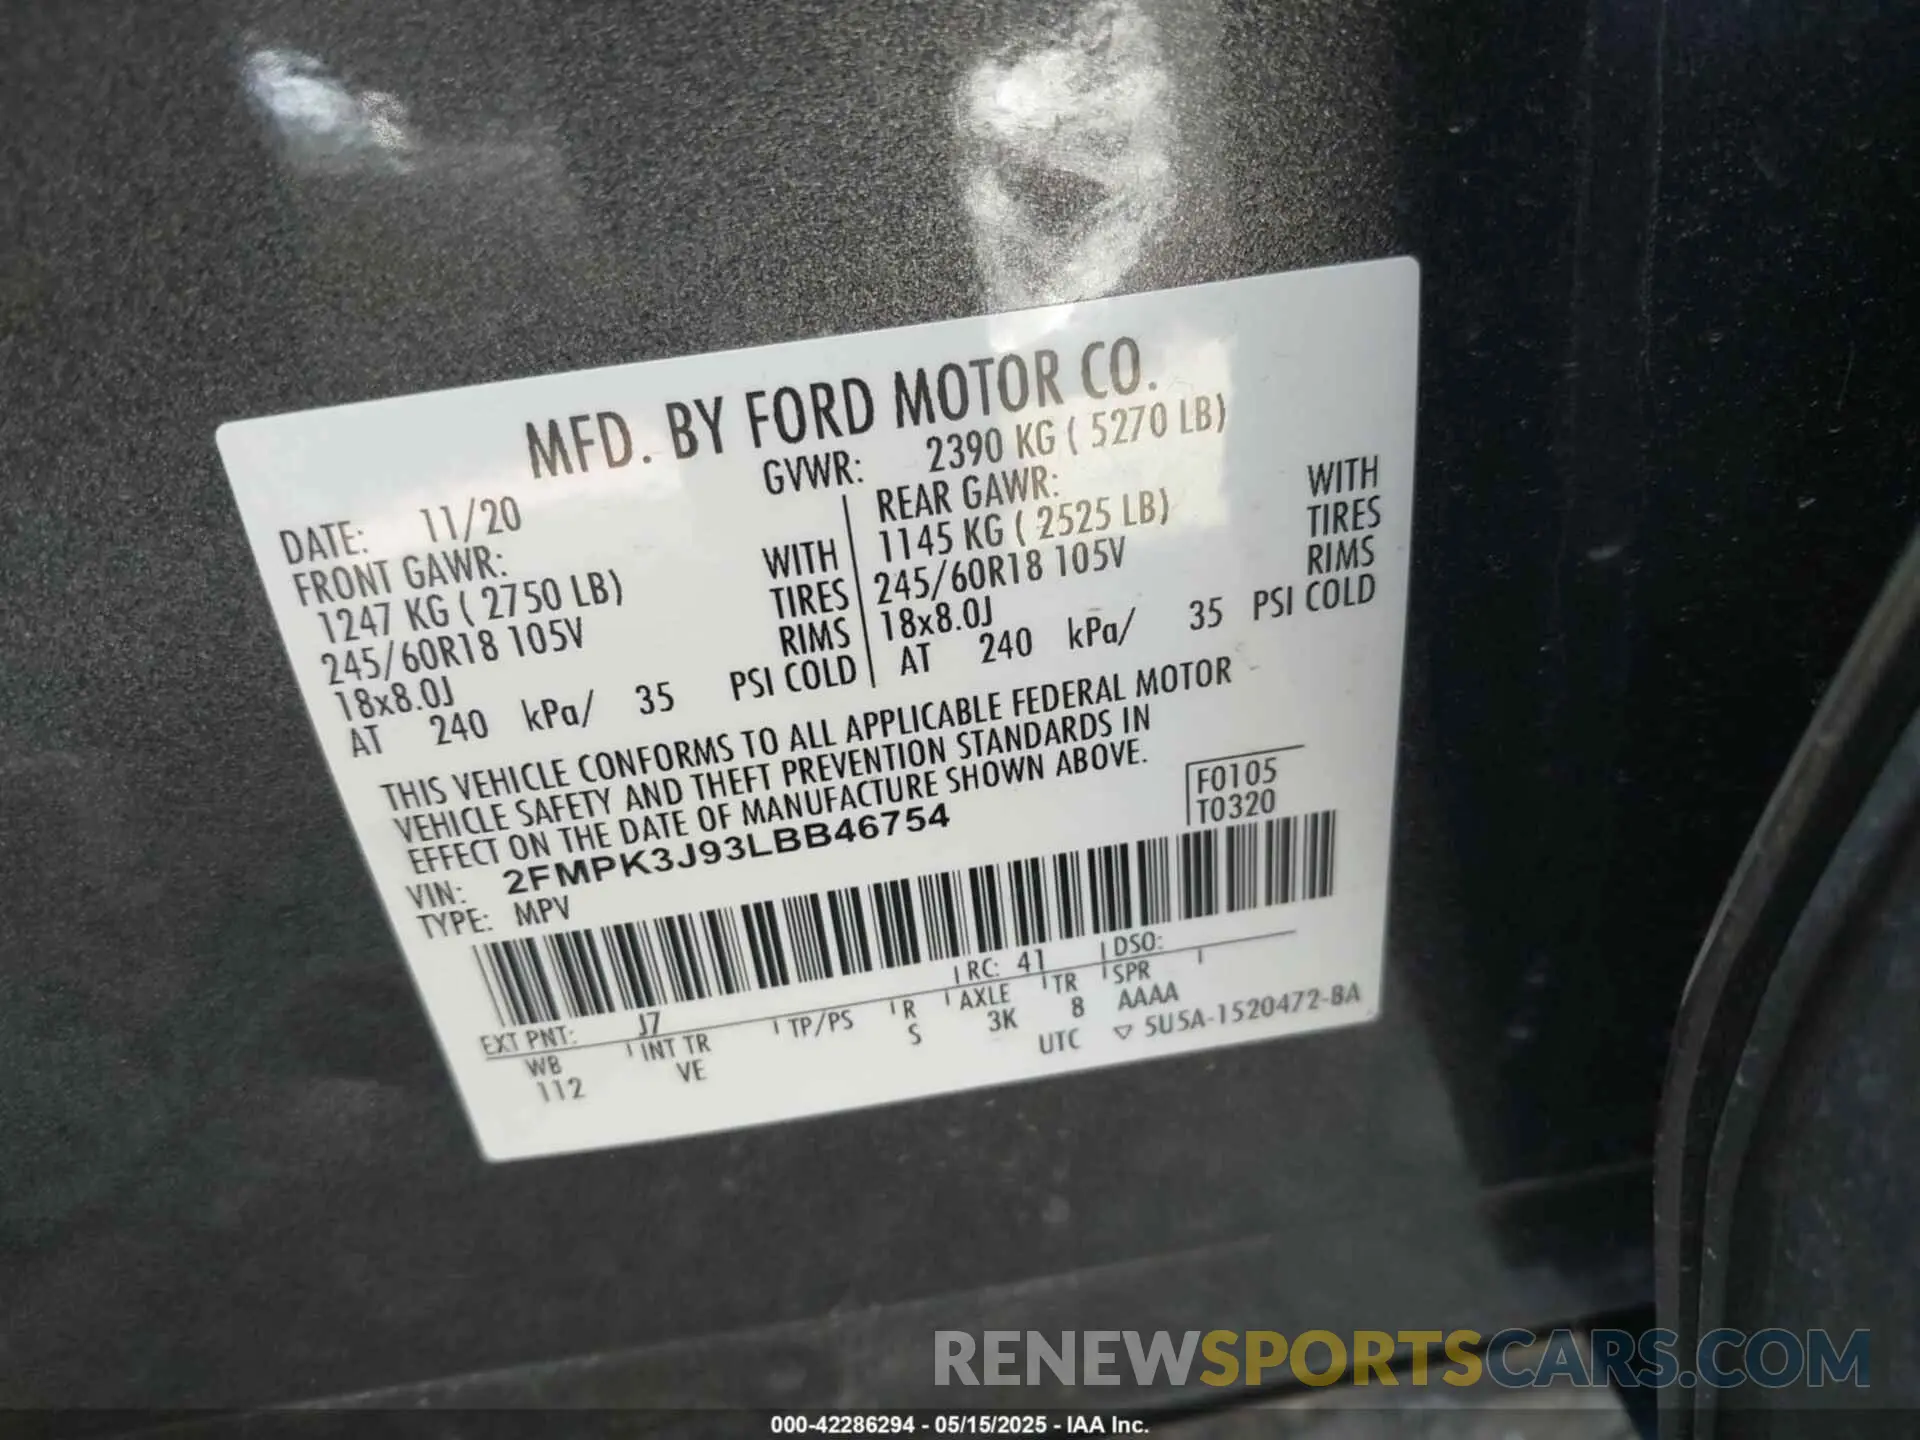 MFD. BY FORD MOTOR CO.
DATE: 11/20 GVWR: 2390 KG ( 5270 LB)
FRONT GAWR: REAR GAWR:
1247 KG ( 2750 LB) WITH 1145 KG ( 2525 LB) WITH
245/60R18 105V TIRES 245/60R18 105V TIRES
18x8.0J RIMS 18x8.0J RIMS
AT 240 kPa/ 35 PSI COLD AT 240 kPa/ 35 PSI COLD
THIS VEHICLE CONFORMS TO ALL APPLICABLE FEDERAL MOTOR
VEHICLE SAFETY AND THEFT PREVENTION STANDARDS IN
EFFECT ON THE DATE OF MANUFACTURE SHOWN ABOVE.
VIN: 2FMPK3J93LBB46754 F0105
TYPE: MPV T0320
EXT PNT: J7 RC: 41 DSO:
WB INT TR TP/PS R AXLE TR SPR
112 VE S 3K 8 AAAA
UTC ▽ 5U5A-1520472-BA
RENEWSPORTSCARS.COM
000-42286294 - 05/15/2025 - IAA Inc.